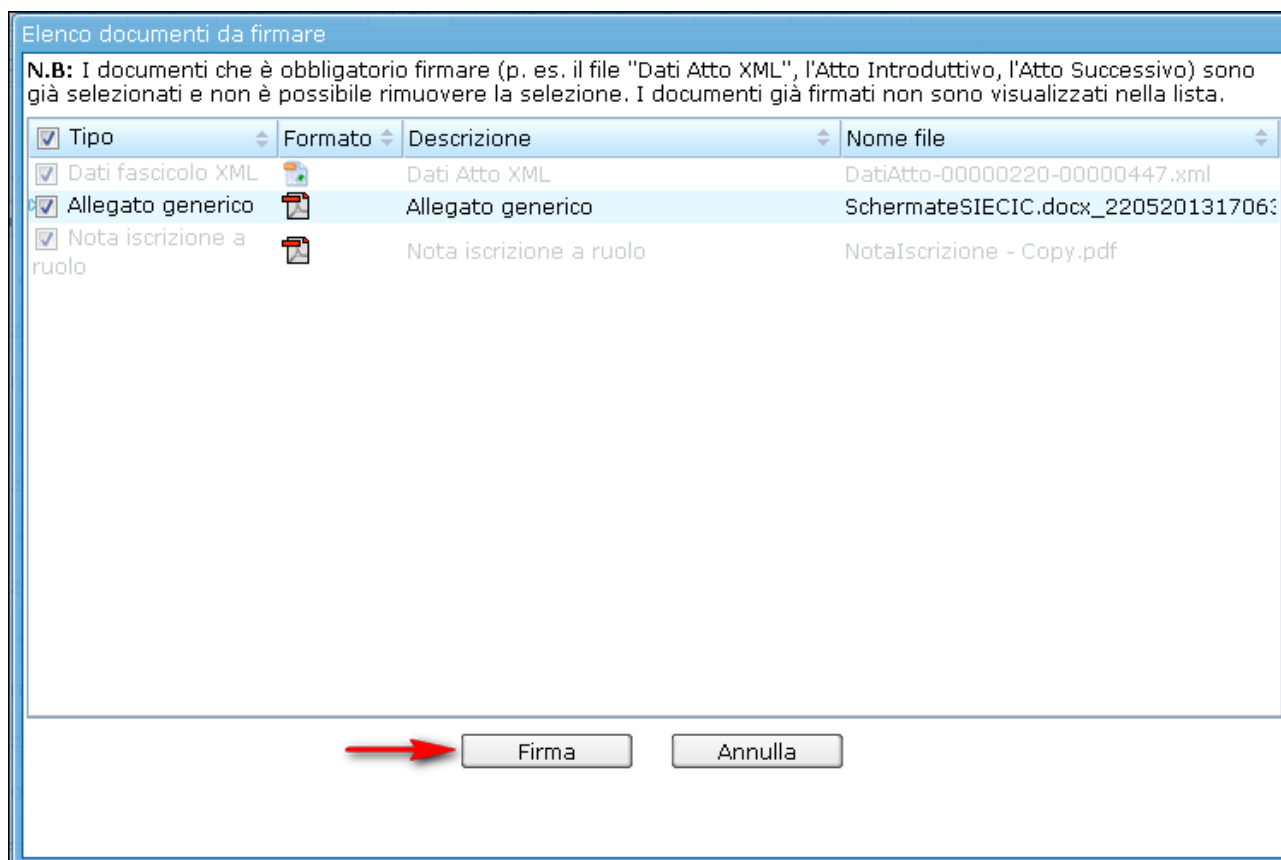 Elenco documenti da firmare
N.B: I documenti che è obbligatorio firmare (p. es. il file "Dati Atto XML", l'Atto Introduttivo, l'Atto Successivo) sono
già selezionati e non è possibile rimuovere la selezione. I documenti già firmati non sono visualizzati nella lista.
Tipo Formato Descrizione Nome file
Dati fascicolo XML Dati Atto XML DatiAtto-00000220-00000447.xml
Allegato generico Allegato generico SchermateSIECIC.docx_2205201317063
Nota iscrizione a
ruolo Nota iscrizione a ruolo NotaIscrizione - Copy.pdf
Firma Annulla